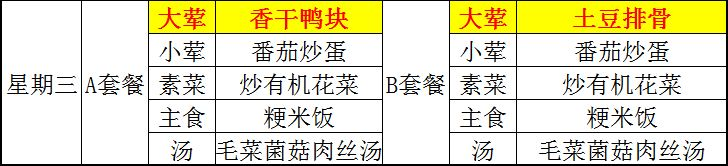 星期三 A套餐 大荤 香干鸭块 B套餐 大荤 土豆排骨
小荤 番茄炒蛋 小荤 番茄炒蛋
素菜 炒有机花菜 素菜 炒有机花菜
主食 粳米饭 主食 粳米饭
汤 毛菜菌菇肉丝汤 汤 毛菜菌菇肉丝汤